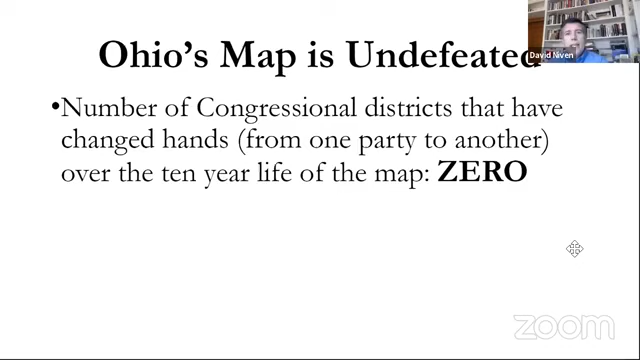 Ohio's Map is Undefeated
David Niven
•Number of Congressional districts that have
changed hands (from one party to another)
over the ten year life of the map: ZERO
zoom